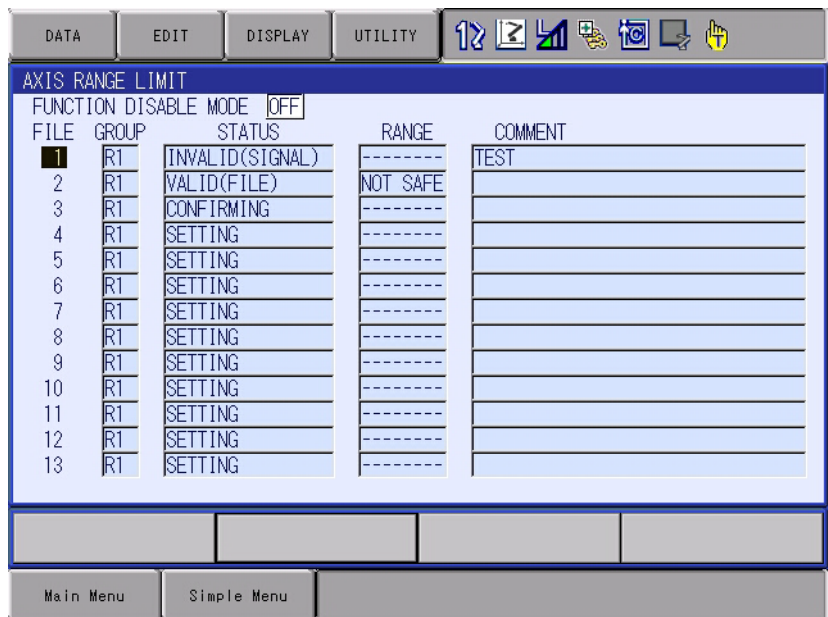 DATA EDIT DISPLAY UTILITY
AXIS RANGE LIMIT
FUNCTION DISABLE MODE OFF
FILE GROUP STATUS RANGE COMMENT
1 R1 INVALID(SIGNAL) -------- TEST
2 R1 VALID(FILE) NOT SAFE
3 R1 CONFIRMING --------
4 R1 SETTING --------
5 R1 SETTING --------
6 R1 SETTING --------
7 R1 SETTING --------
8 R1 SETTING --------
9 R1 SETTING --------
10 R1 SETTING --------
11 R1 SETTING --------
12 R1 SETTING --------
13 R1 SETTING --------
Main Menu Simple Menu